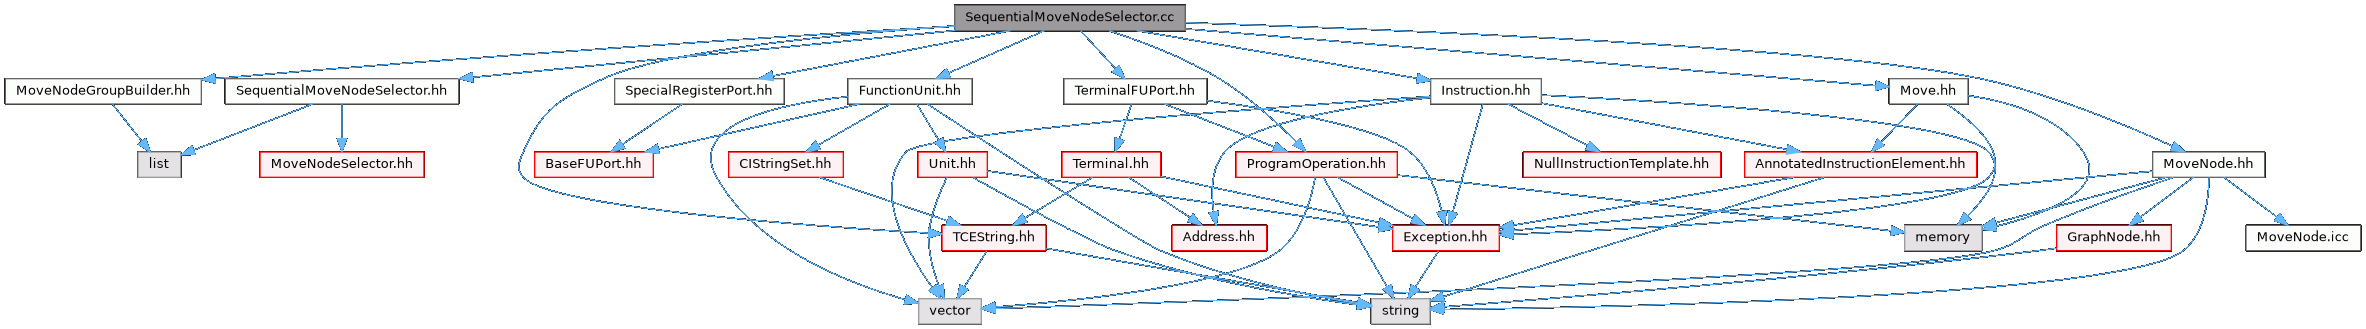 SequentialMoveNodeSelector.cc
MoveNodeGroupBuilder.hh
SequentialMoveNodeSelector.hh
SpecialRegisterPort.hh
FunctionUnit.hh
TerminalFUPort.hh
Instruction.hh
Move.hh
list
MoveNodeSelector.hh
BaseFUPort.hh
CIStringSet.hh
Unit.hh
Terminal.hh
ProgramOperation.hh
NullInstructionTemplate.hh
AnnotatedInstructionElement.hh
MoveNode.hh
TCEString.hh
Address.hh
Exception.hh
memory
GraphNode.hh
MoveNode.icc
vector
string